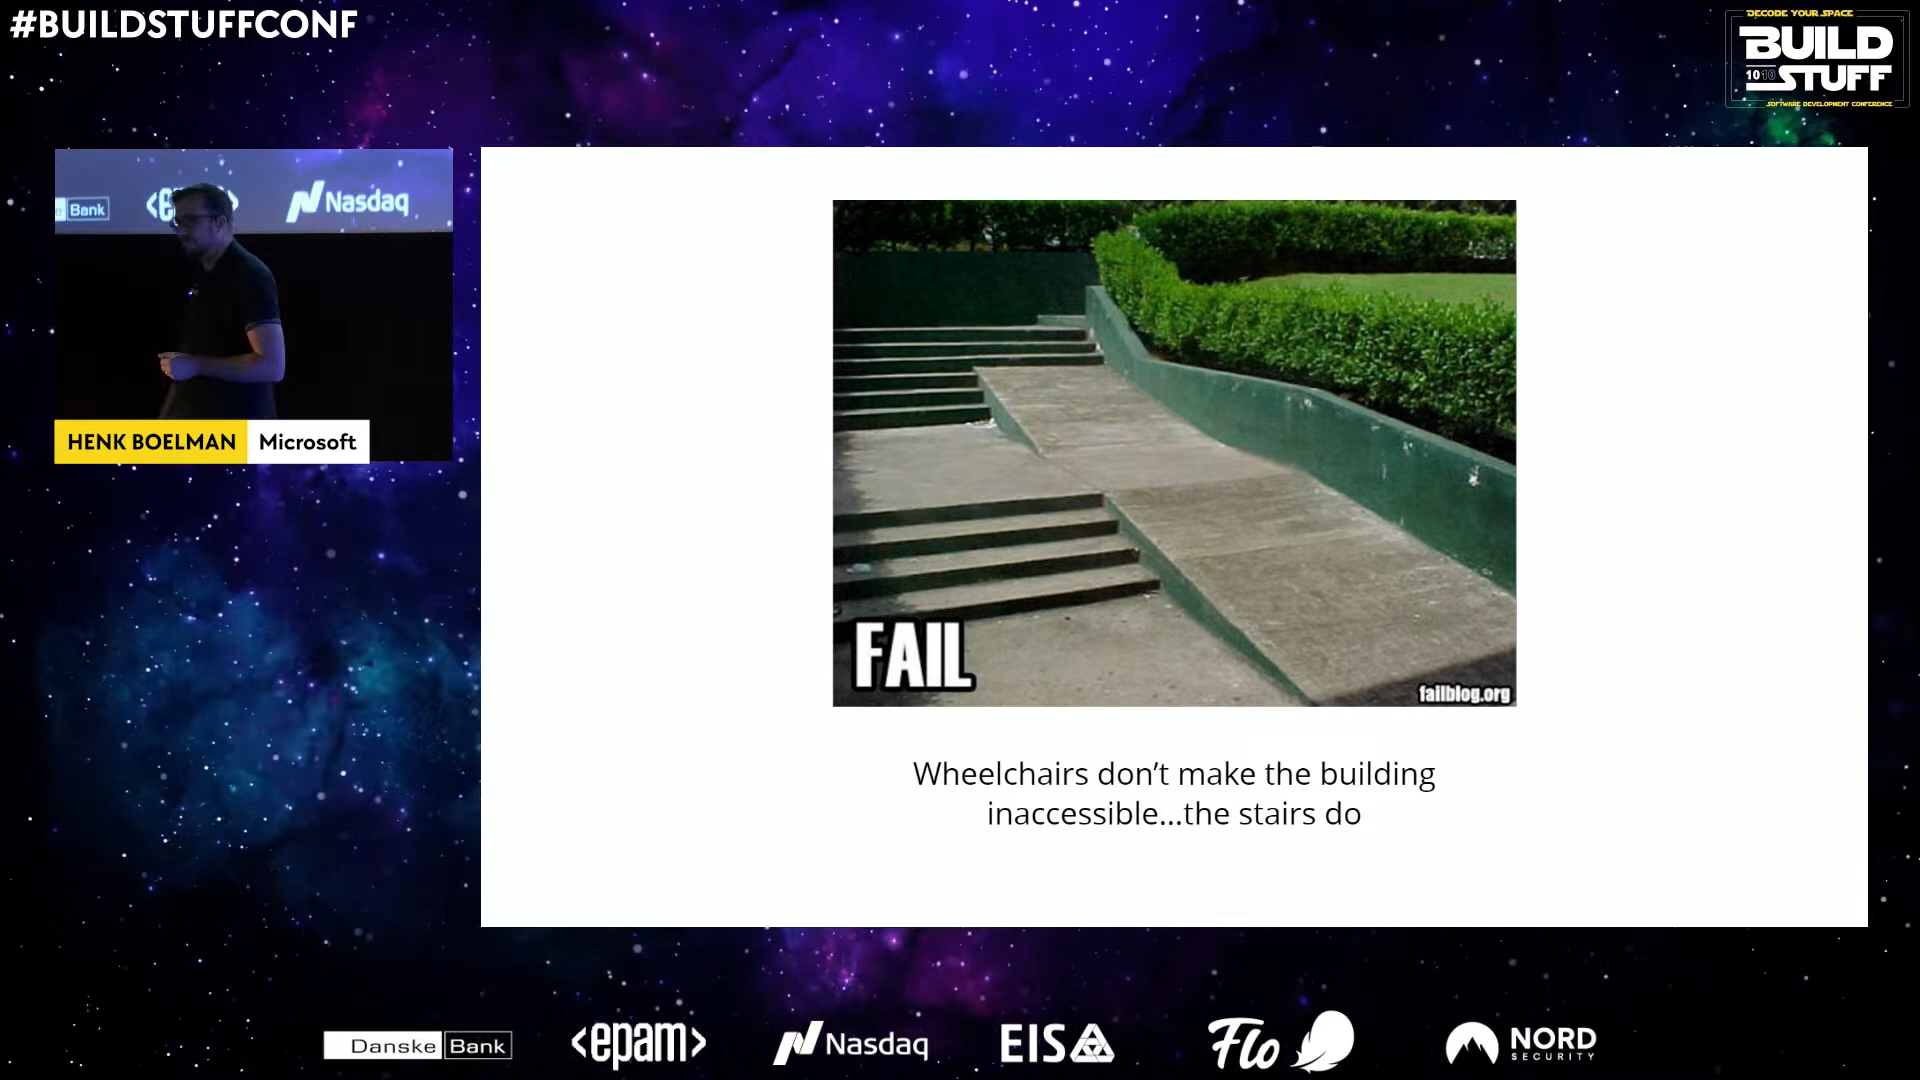 #BUILDSTUFFCONF
DECODE YOUR SPACE
BUILD
10
STUFF
SOFTWARE DEVELOPMENT CONFERENCE
Bank
Nasdaq
HENK BOELMAN Microsoft
FAIL
failblog.org
Wheelchairs don’t make the building
inaccessible...the stairs do
Danske Bank
<epam>
Nasdaq
EIS
Flo
NORD
SECURITY